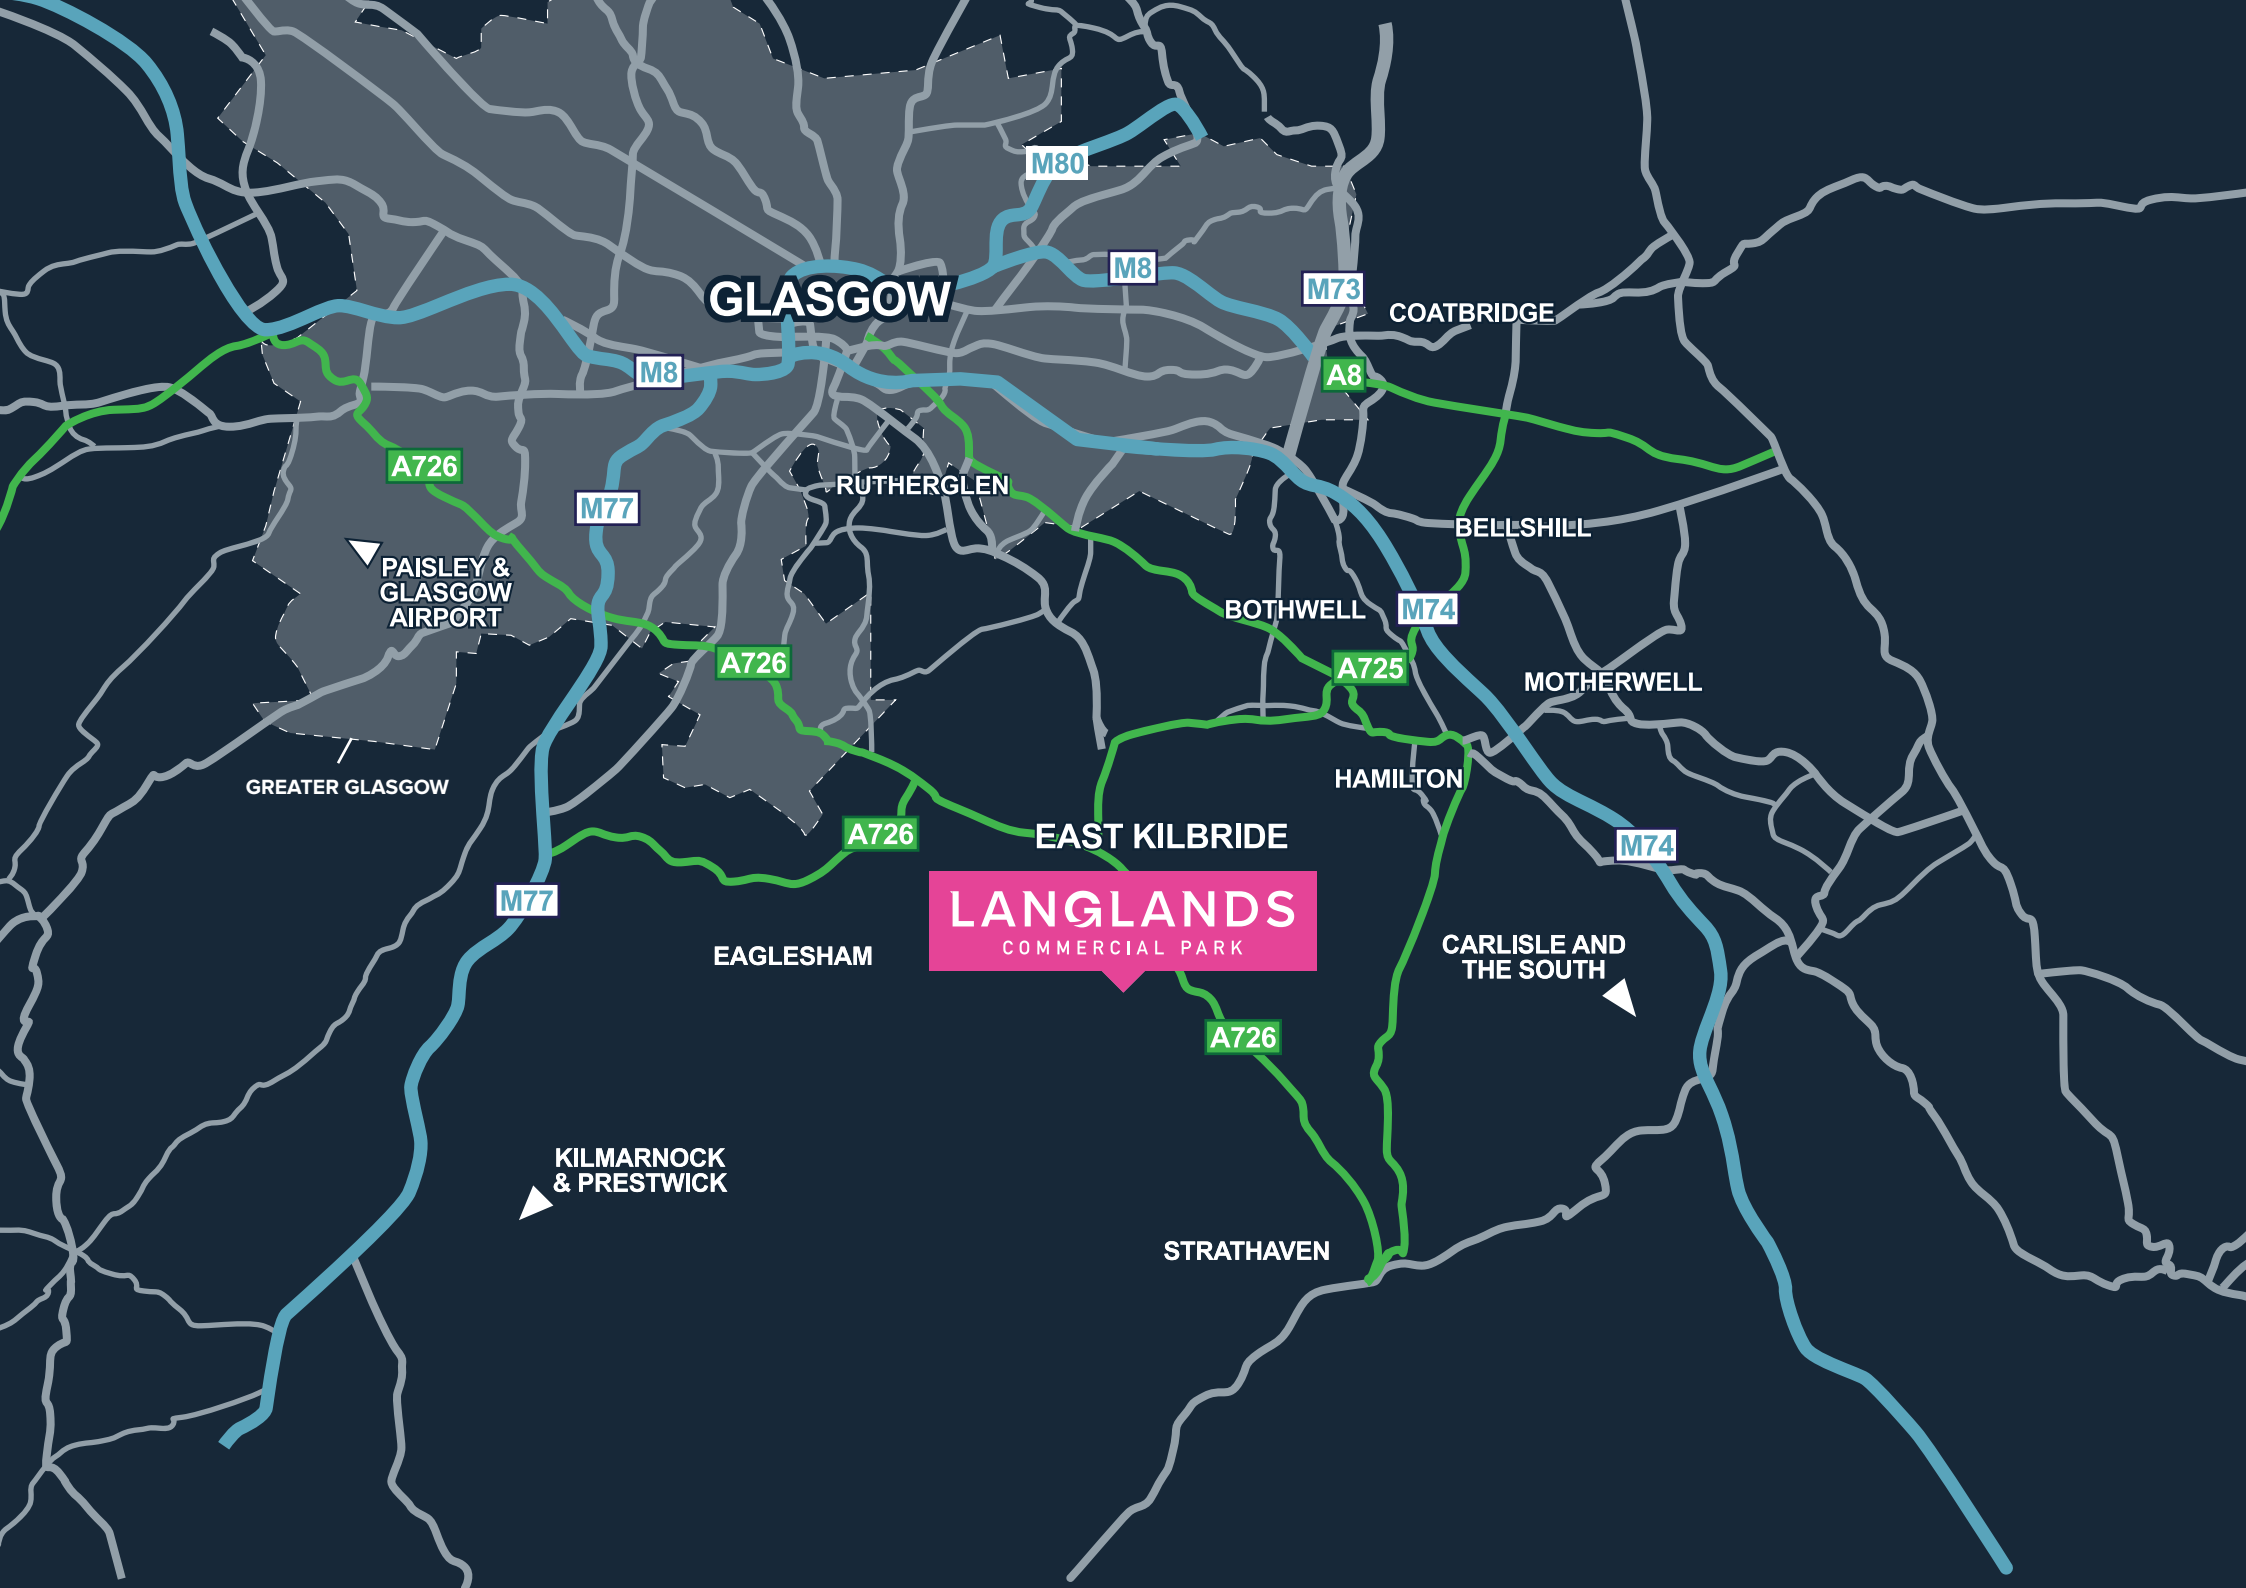 M80
M8
GLASGOW
M73
COATBRIDGE
M8
A8
A726
RUTHERGLEN
M77
BELLSHILL
PAISLEY &
GLASGOW
AIRPORT
BOTHWELL
M74
A726
A725
MOTHERWELL
GREATER GLASGOW
HAMILTON
A726
EAST KILBRIDE
M74
M77
LANGLANDS
COMMERCIAL PARK
EAGLESHAM
CARLISLE AND
THE SOUTH
A726
KILMARNOCK
& PRESTWICK
STRATHAVEN